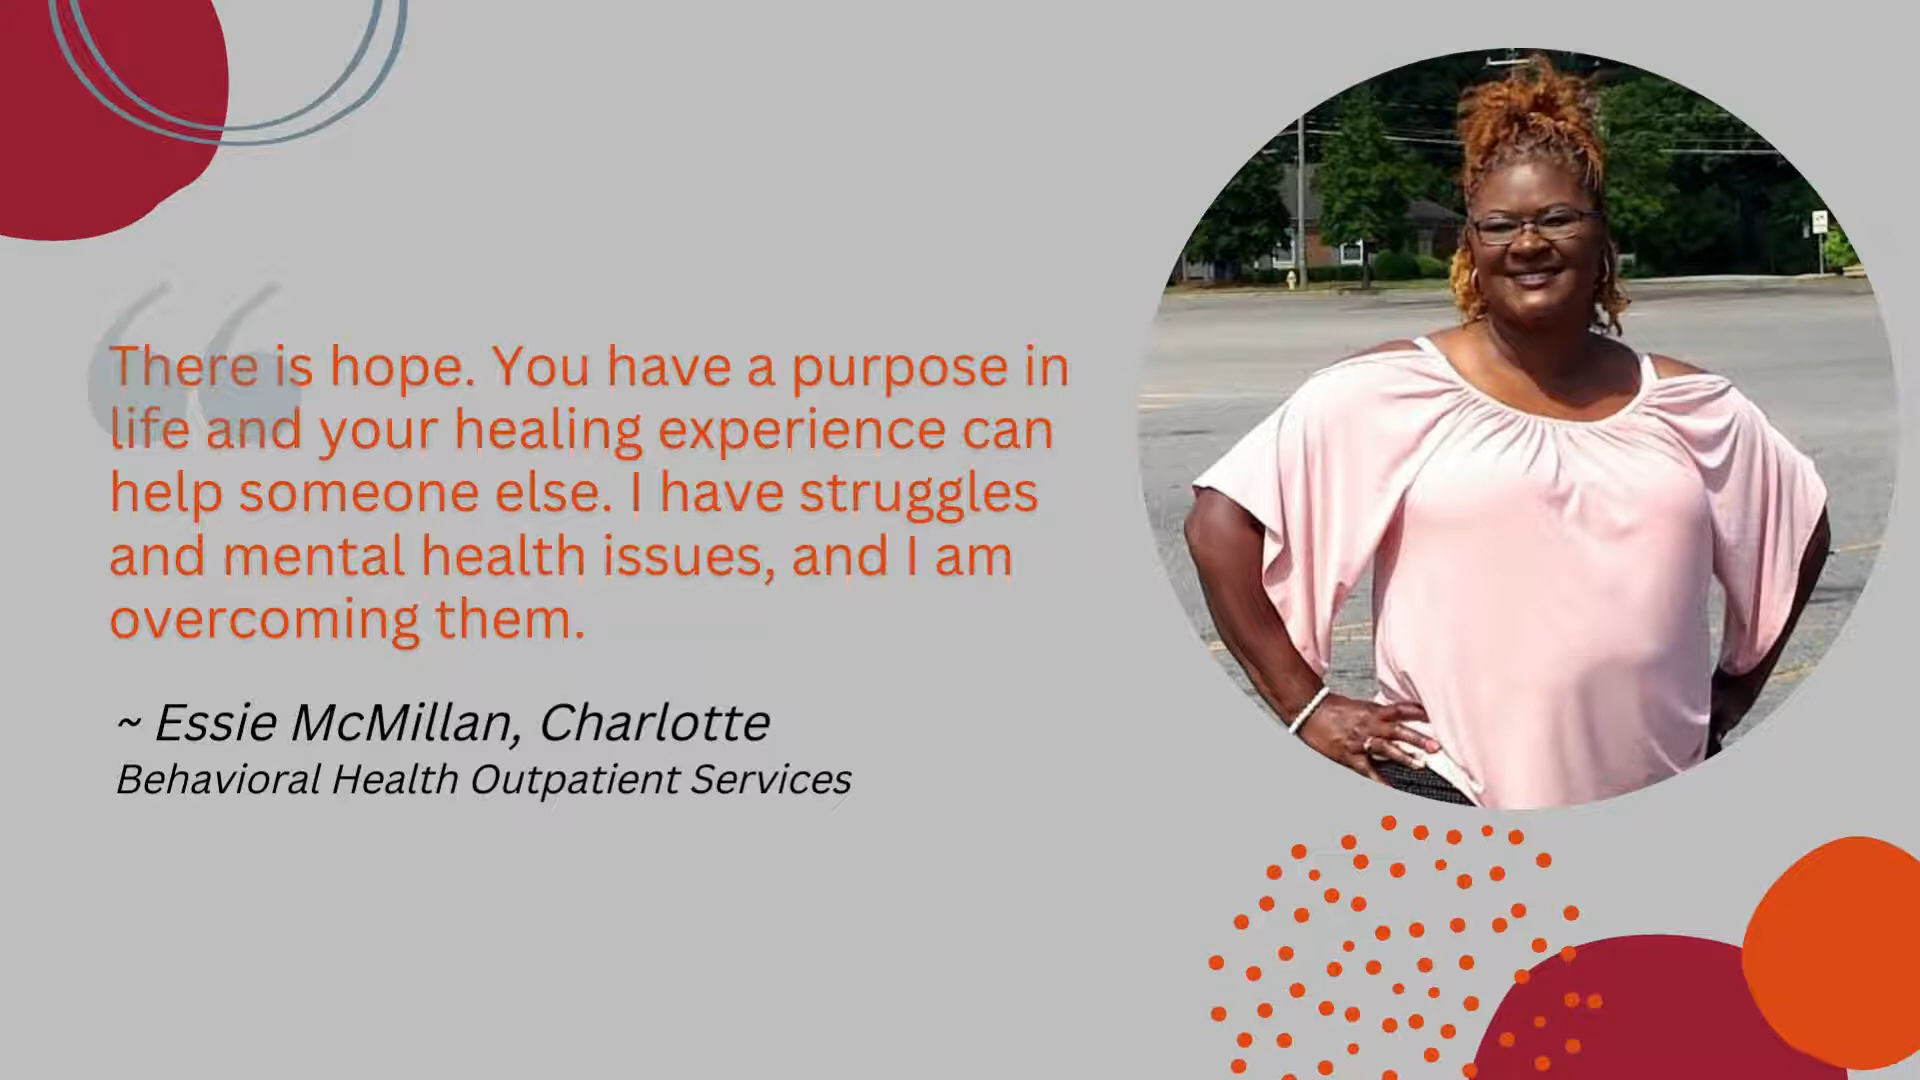 There is hope. You have a purpose in
life and your healing experience can
help someone else. I have struggles
and mental health issues, and I am
overcoming them.
~ Essie McMillan, Charlotte
Behavioral Health Outpatient Services